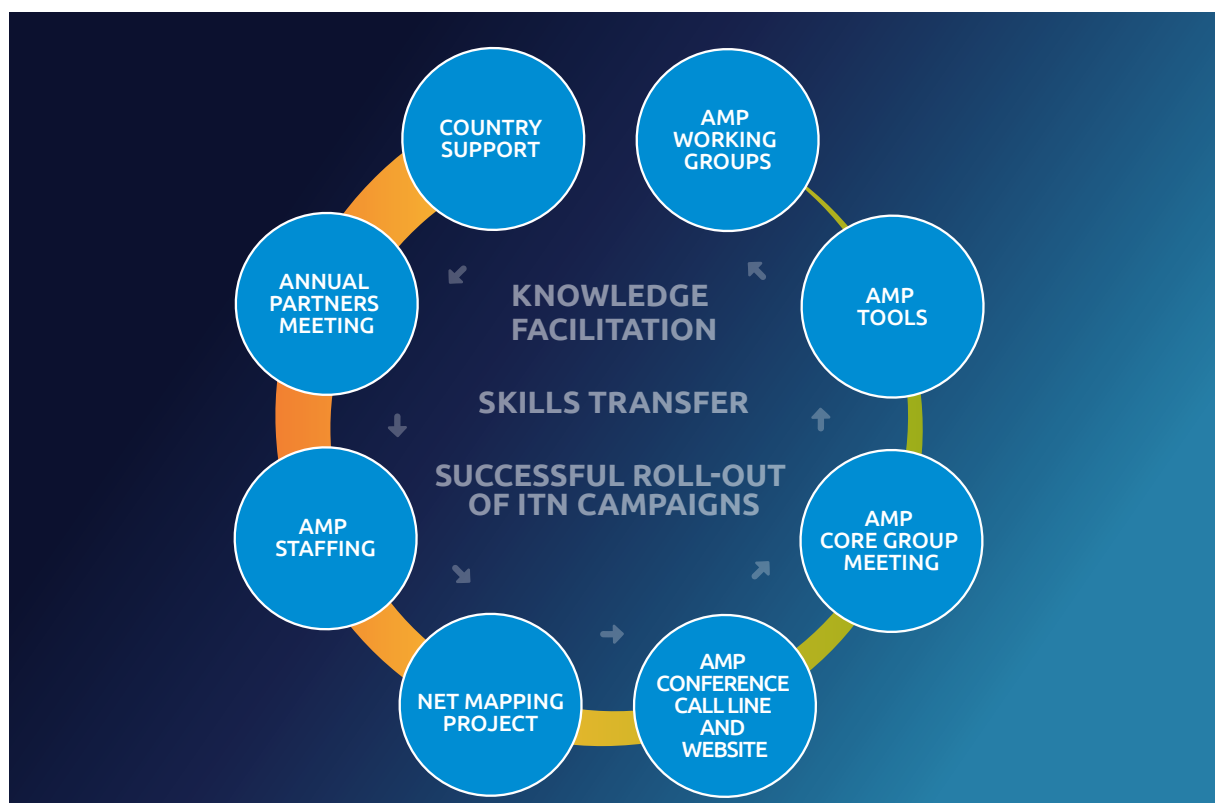 COUNTRY
SUPPORT
ANNUAL
PARTNERS
MEETING
AMP
STAFFING
NET MAPPING
PROJECT
AMP
CONFERENCE
CALL LINE
AND
WEBSITE
AMP
CORE GROUP
MEETING
AMP
TOOLS
AMP
WORKING
GROUPS
KNOWLEDGE
FACILITATION
SKILLS TRANSFER
SUCCESSFUL ROLL-OUT
OF ITN CAMPAIGNS